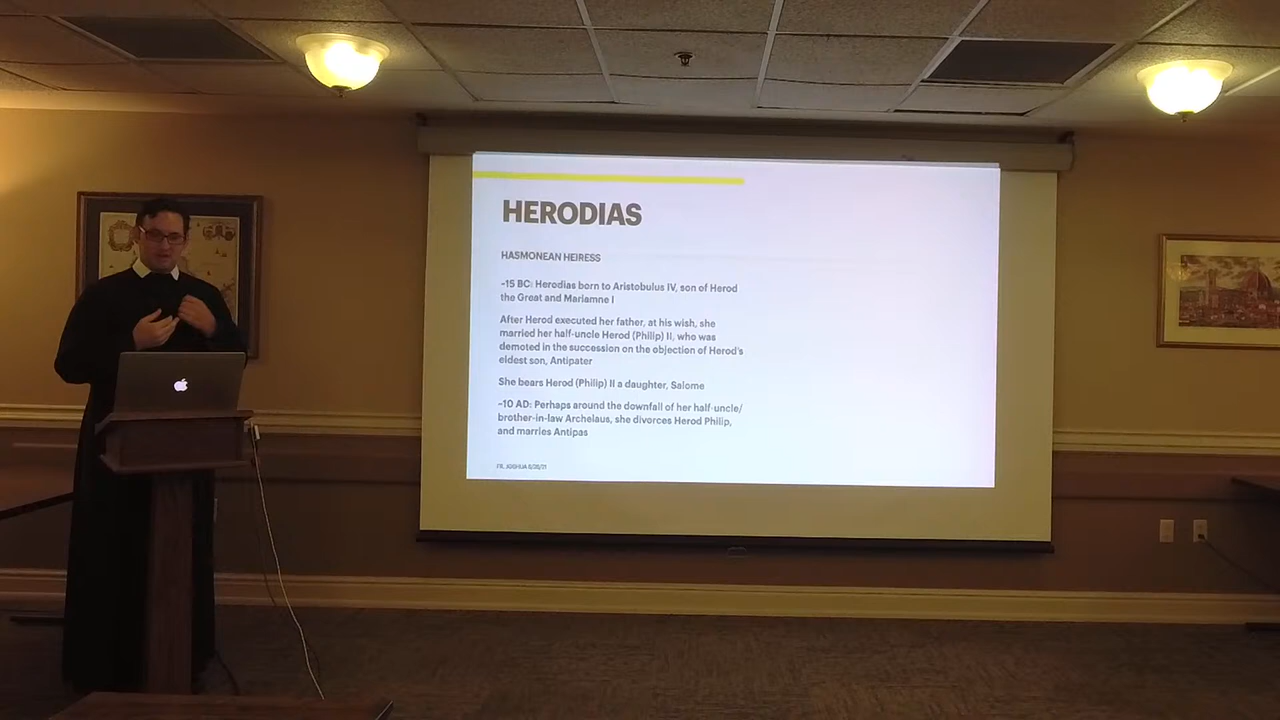 HERODIAS
HASMONEAN HEIRESS
~15 BC: Herodias born to Aristobulus IV, son of Herod
the Great and Mariamne I
After Herod executed her father, at his wish, she
married her half-uncle Herod (Philip) II, who was
demoted in the succession on the objection of Herod's
eldest son, Antipater
She bears Herod (Philip) II a daughter, Salome
~10 AD: Perhaps around the downfall of her half-uncle/
brother-in-law Archelaus, she divorces Herod Philip,
and marries Antipas
FR. JOSHUA